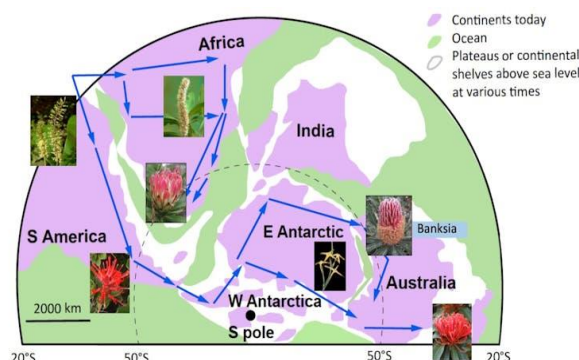 Continents today
Ocean
Plateaus or continental
shelves above sea level
at various times
Africa
India
S America
E Antarctic
Banksia
Australia
W Antarctica
S pole
2000 km
20°S
50°S
50°S
20°S